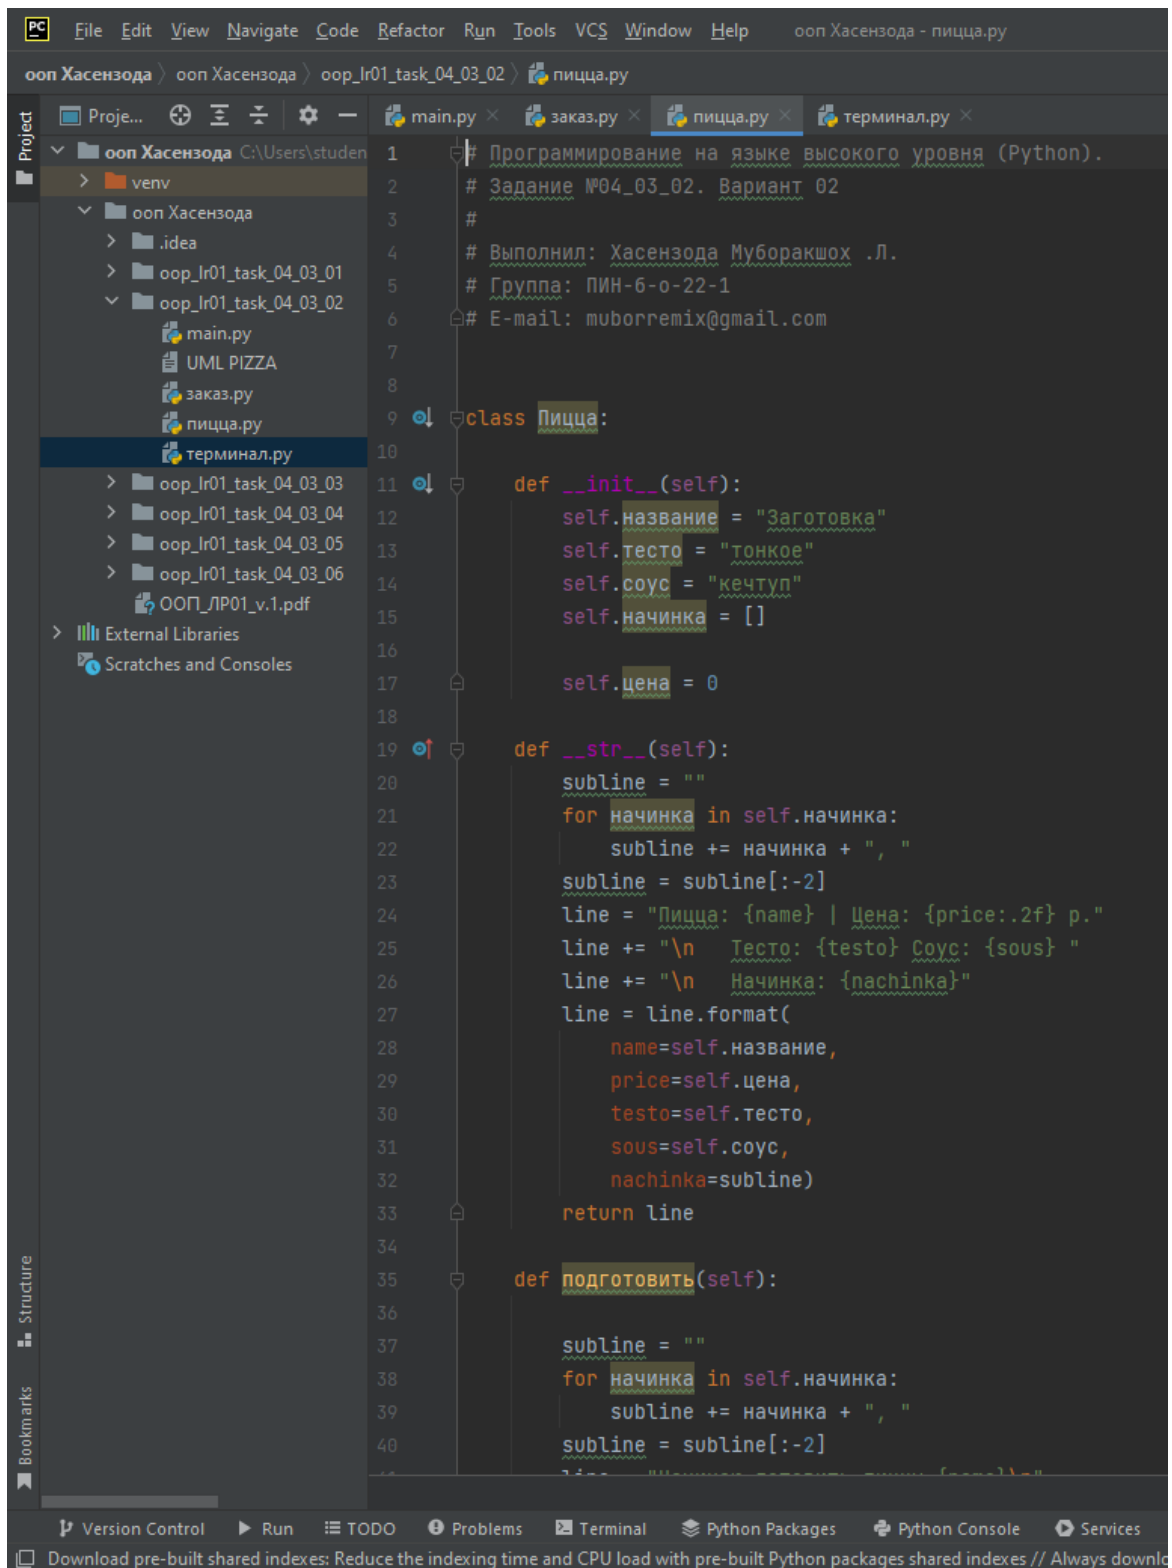 PC File Edit View Navigate Code Refactor Run Tools VCS Window Help ооп Хасензода - пицца.py
ооп Хасензода ооп Хасензода oop_lr01_task_04_03_02 пицца.py
Project
Proje...
main.py заказ.py пицца.py терминал.py
ооп Хасензода C:\Users\studen
venv
ооп Хасензода
.idea
oop_lr01_task_04_03_01
oop_lr01_task_04_03_02
main.py
UML PIZZA
заказ.py
пицца.py
терминал.py
oop_lr01_task_04_03_03
oop_lr01_task_04_03_04
oop_lr01_task_04_03_05
oop_lr01_task_04_03_06
ООП_ЛР01_v.1.pdf
External Libraries
Scratches and Consoles
1 # Программирование на языке высокого уровня (Python).
2 # Задание №04_03_02. Вариант 02
3 #
4 # Выполнил: Хасензода Муборакшох .Л.
5 # Группа: ПИН-б-о-22-1
6 # E-mail: muborremix@gmail.com
7
8
9 class Пицца:
10
11 def __init__(self):
12 self.название = "Заготовка"
13 self.тесто = "тонкое"
14 self.соус = "кечтуп"
15 self.начинка = []
16
17 self.цена = 0
18
19 def __str__(self):
20 subline = ""
21 for начинка in self.начинка:
22 subline += начинка + ", "
23 subline = subline[:-2]
24 line = "Пицца: {name} | Цена: {price:.2f} р."
25 line += "\n   Тесто: {testo} Соус: {sous} "
26 line += "\n   Начинка: {nachinka}"
27 line = line.format(
28 name=self.название,
29 price=self.цена,
30 testo=self.тесто,
31 sous=self.соус,
32 nachinka=subline)
33 return line
34
35 def подготовить(self):
36
37 subline = ""
38 for начинка in self.начинка:
39 subline += начинка + ", "
40 subline = subline[:-2]
Structure
Bookmarks
Version Control Run TODO Problems Terminal Python Packages Python Console Services
Download pre-built shared indexes: Reduce the indexing time and CPU load with pre-built Python packages shared indexes // Always